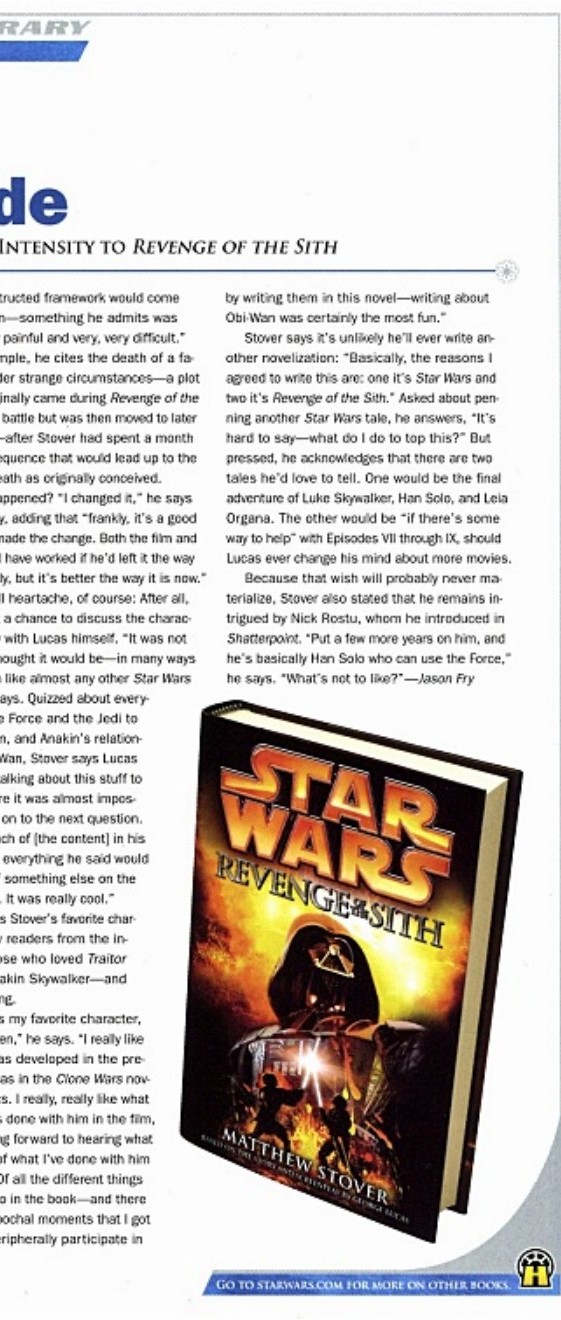 RARY
de
INTENSITY TO REVENGE OF THE SITH
tructed framework would come
n—something he admits was
painful and very, very difficult."
mple, he cites the death of a fa-
der strange circumstances—a plot
ginally came during Revenge of the
battle but was then moved to later
–after Stover had spent a month
equence that would lead up to the
eath as originally conceived.
appened? "I changed it," he says
y, adding that "frankly, it's a good
made the change. Both the film and
l have worked if he'd left it the way
ly, but it's better the way it is now."
ll heartache, of course: After all,
a chance to discuss the charac-
with Lucas himself. "It was not
hought it would be—in many ways
like almost any other Star Wars
ays. Quizzed about every-
e Force and the Jedi to
n, and Anakin's relation-
Wan, Stover says Lucas
alking about this stuff to
re it was almost impos-
on to the next question.
ch of [the content] in his
everything he said would
f something else on the
. It was really cool."
s Stover's favorite char-
y readers from the in-
ose who loved Traitor
akin Skywalker—and
ng.
s my favorite character,
en," he says. "I really like
as developed in the pre-
as in the Clone Wars nov-
s. I really, really like what
s done with him in the film,
ng forward to hearing what
of what I've done with him
Of all the different things
o in the book—and there
pochal moments that I got
eripherally participate in
by writing them in this novel—writing about
Obi-Wan was certainly the most fun."
Stover says it's unlikely he'll ever write an-
other novelization: "Basically, the reasons I
agreed to write this are: one it's Star Wars and
two it's Revenge of the Sith." Asked about pen-
ning another Star Wars tale, he answers, "It's
hard to say—what do I do to top this?" But
pressed, he acknowledges that there are two
tales he'd love to tell. One would be the final
adventure of Luke Skywalker, Han Solo, and Leia
Organa. The other would be "if there's some
way to help" with Episodes VII through IX, should
Lucas ever change his mind about more movies.
Because that wish will probably never ma-
terialize, Stover also stated that he remains in-
trigued by Nick Rostu, whom he introduced in
Shatterpoint. "Put a few more years on him, and
he's basically Han Solo who can use the Force,"
he says. "What's not to like?"—Jason Fry
STAR
WARS
REVENGE OF THE SITH
MATTHEW STOVER
BASED ON THE STORY AND SCREENPLAY BY GEORGE LUCAS
GO TO STARWARS.COM FOR MORE ON OTHER BOOKS.
H